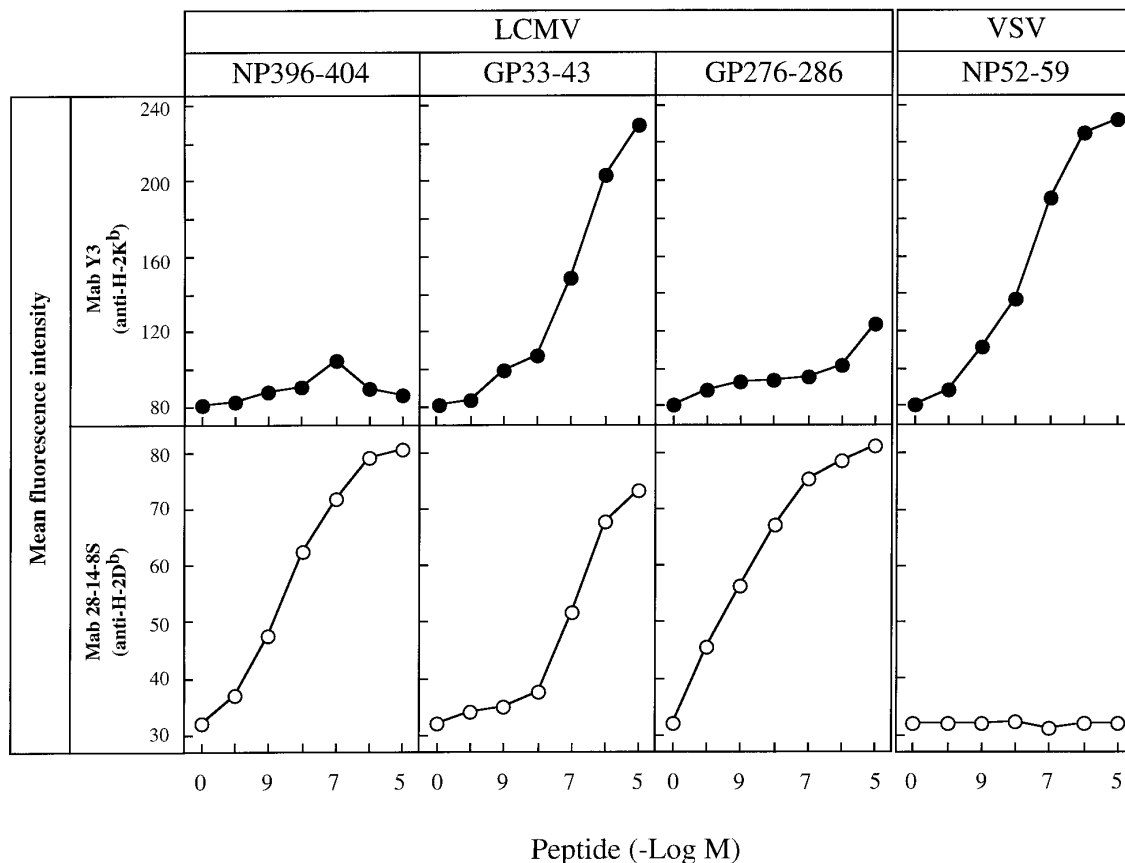 LCMV
VSV
NP396-404
GP33-43
GP276-286
NP52-59
Mean fluorescence intensity
Mab Y3
(anti-H-2Kb)
240
200
160
120
80
Mab 28-14-8S
(anti-H-2Db)
80
70
60
50
40
30
0 9 7 5 0 9 7 5 0 9 7 5 0 9 7 5
Peptide (-Log M)